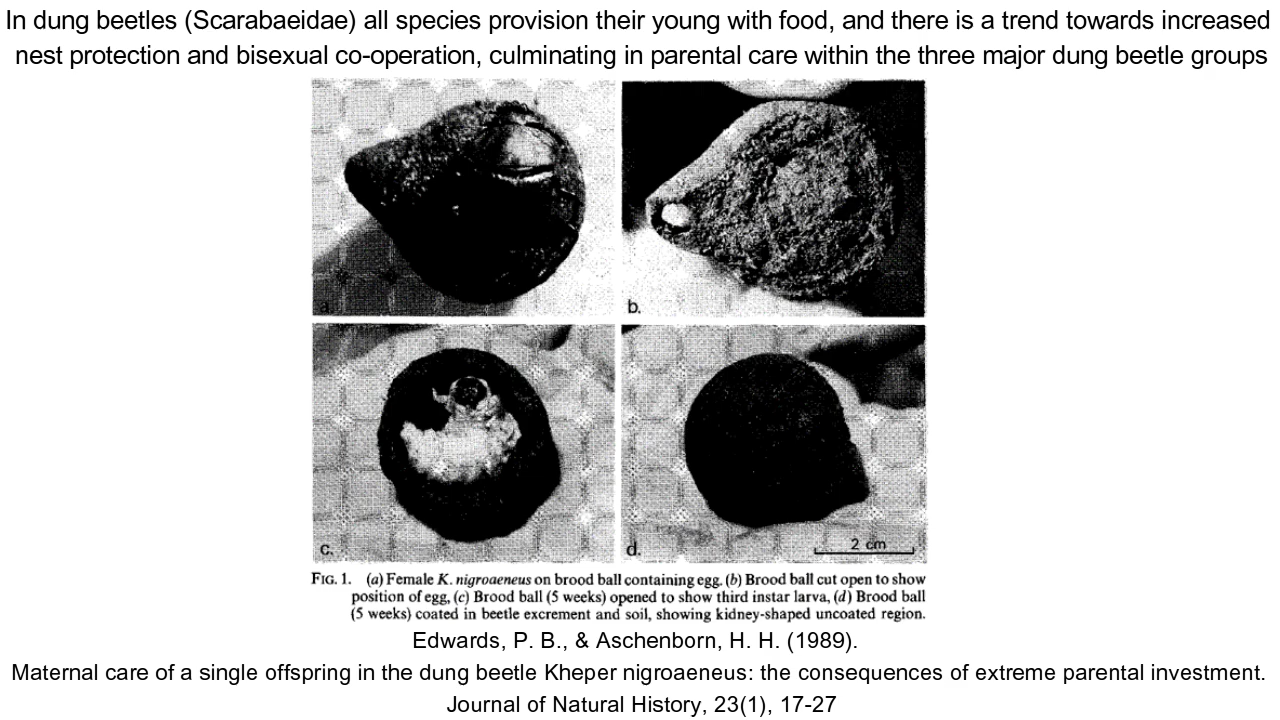 In dung beetles (Scarabaeidae) all species provision their young with food, and there is a trend towards increased
nest protection and bisexual co-operation, culminating in parental care within the three major dung beetle groups
a
b.
c.
d.
2 cm
FIG. 1. (a) Female K. nigroaeneus on brood ball containing egg. (b) Brood ball cut open to show
position of egg, (c) Brood ball (5 weeks) opened to show third instar larva, (d) Brood ball
(5 weeks) coated in beetle excrement and soil, showing kidney-shaped uncoated region.
Edwards, P. B., & Aschenborn, H. H. (1989).
Maternal care of a single offspring in the dung beetle Kheper nigroaeneus: the consequences of extreme parental investment.
Journal of Natural History, 23(1), 17-27